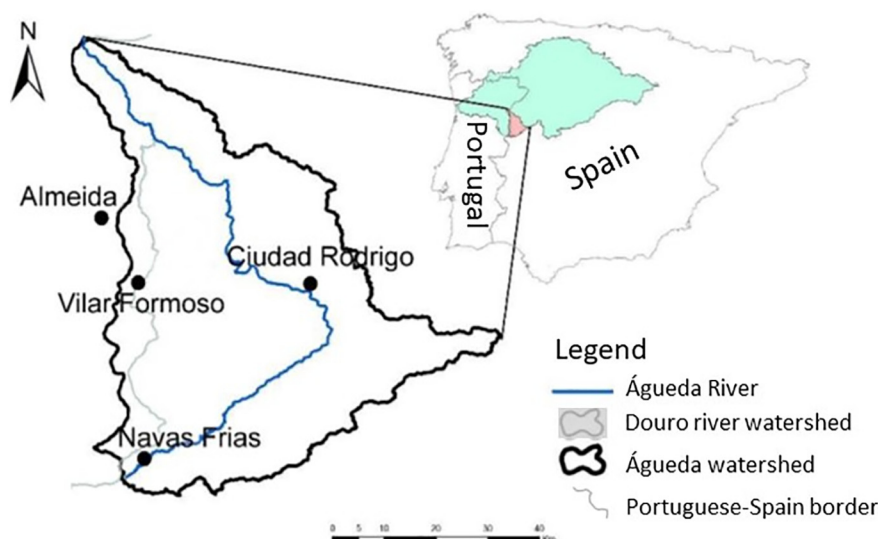 N
Almeida
Vilar Formoso
Ciudad Rodrigo
Navas Frias
Portugal
Spain
Legend
Águeda River
Douro river watershed
Águeda watershed
Portuguese-Spain border
0 5 10 20 30 40